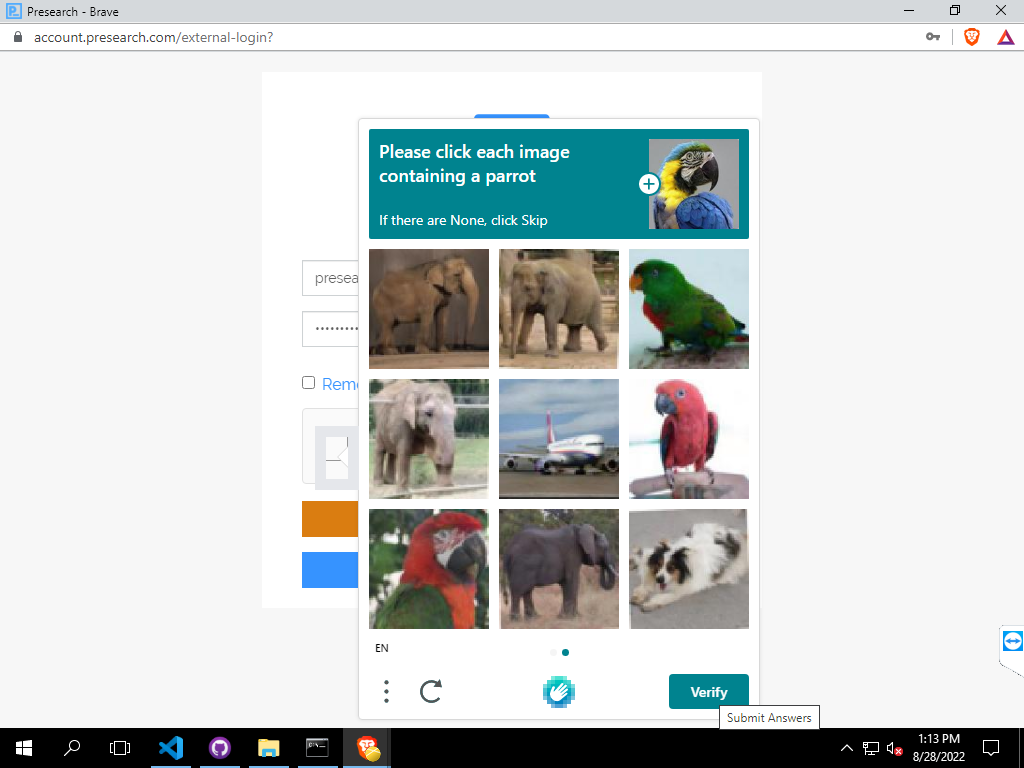 Presearch - Brave
account.presearch.com/external-login?
Please click each image
containing a parrot
If there are None, click Skip
presea
Reme
EN
Verify
Submit Answers
1:13 PM
8/28/2022